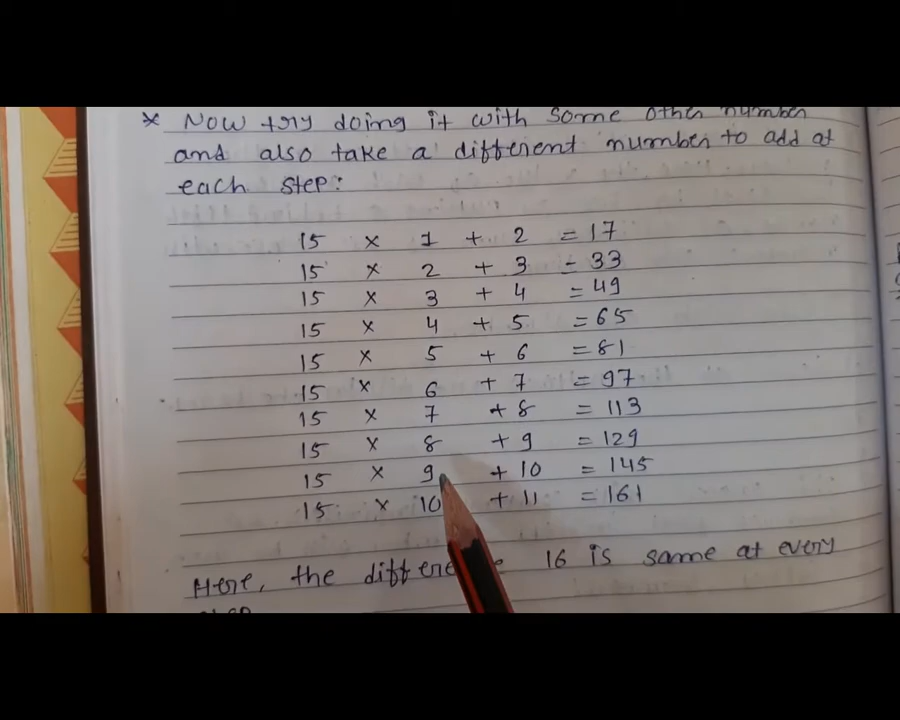 * Now try doing it with some other number
and also take a different number to add at
each step:
15 × 1 + 2 = 17
15 × 2 + 3 = 33
15 × 3 + 4 = 49
15 × 4 + 5 = 65
15 × 5 + 6 = 81
15 × 6 + 7 = 97
15 × 7 + 8 = 113
15 × 8 + 9 = 129
15 × 9 + 10 = 145
15 × 10 + 11 = 161
Here, the difference 16 is same at every